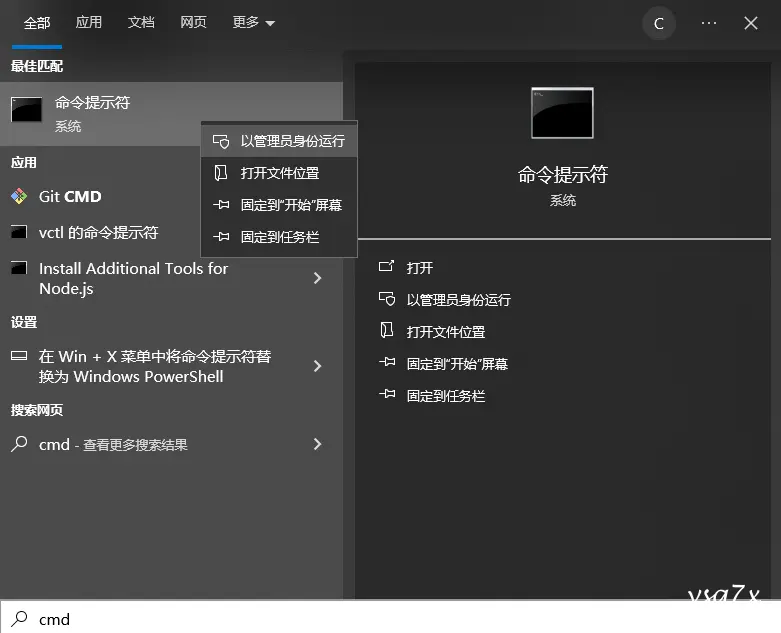 全部 应用 文档 网页 更多 C
最佳匹配
命令提示符
系统
以管理员身份运行
打开文件位置
固定到“开始”屏幕
固定到任务栏
应用
Git CMD
vctl 的命令提示符
Install Additional Tools for
Node.js
设置
在 Win + X 菜单中将命令提示符替
换为 Windows PowerShell
搜索网页
cmd - 查看更多搜索结果
命令提示符
系统
打开
以管理员身份运行
打开文件位置
固定到“开始”屏幕
固定到任务栏
cmd